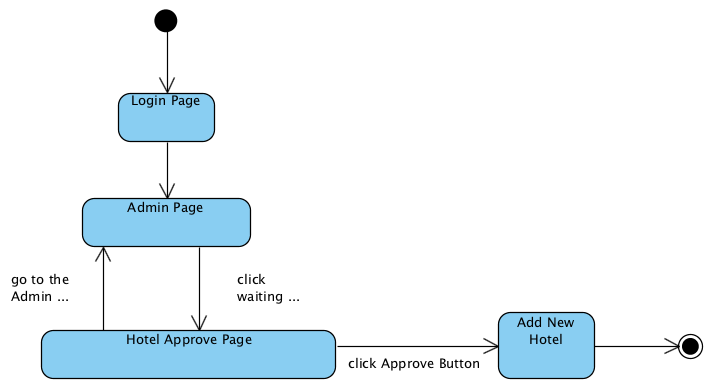 Login Page
Admin Page
go to the
Admin ...
click
waiting ...
Hotel Approve Page
click Approve Button
Add New
Hotel